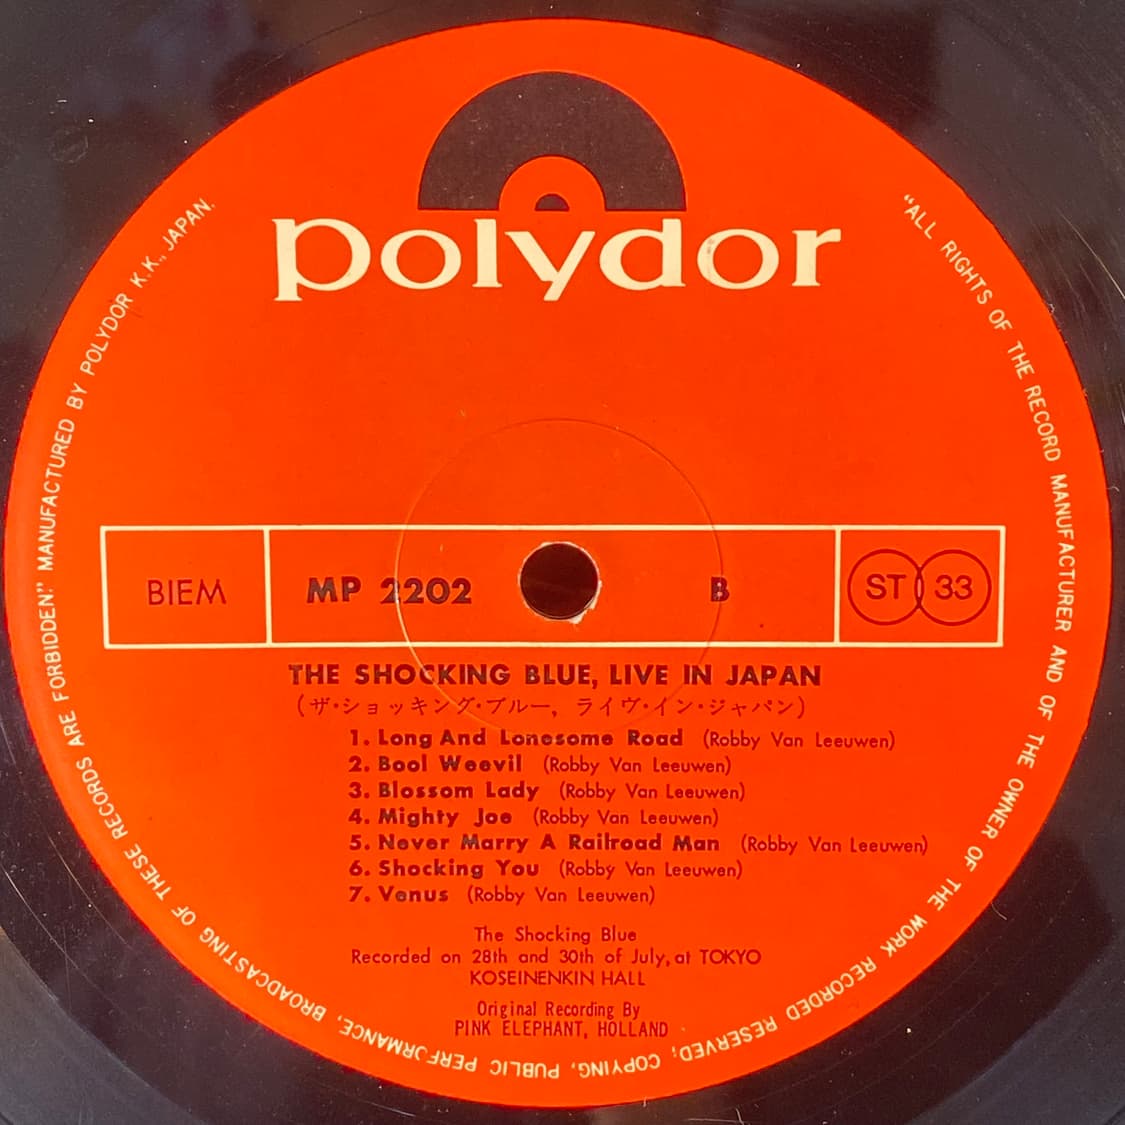 polydor
BIEM
MP 2202
B
ST 33
THE SHOCKING BLUE, LIVE IN JAPAN
(ザ・ショッキング・ブルー, ライヴ・イン・ジャパン)
1. Long And Lonesome Road (Robby Van Leeuwen)
2. Bool Weevil (Robby Van Leeuwen)
3. Blossom Lady (Robby Van Leeuwen)
4. Mighty Joe (Robby Van Leeuwen)
5. Never Marry A Railroad Man (Robby Van Leeuwen)
6. Shocking You (Robby Van Leeuwen)
7. Venus (Robby Van Leeuwen)
The Shocking Blue
Recorded on 28th and 30th of July, at TOKYO
KOSEINENKIN HALL
Original Recording By
PINK ELEPHANT, HOLLAND
"ALL RIGHTS OF THE RECORD MANUFACTURER AND OF THE OWNER OF THE WORK RECORDED RESERVED; COPYING, PUBLIC PERFORMANCE, BROADCASTING OF THESE RECORDS ARE FORBIDDEN." MANUFACTURED BY POLYDOR K.K., JAPAN.